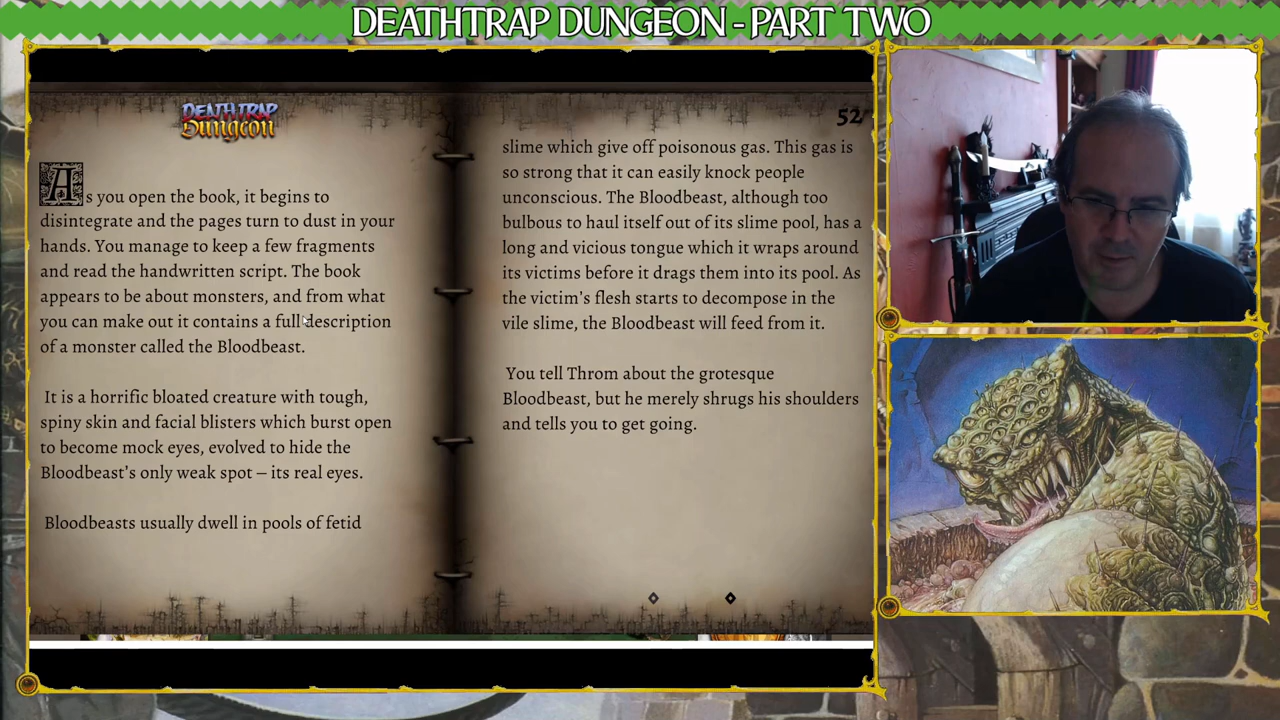 DEATHTRAP DUNGEON - PART TWO
DEATHTRAP
Dungeon
As you open the book, it begins to
disintegrate and the pages turn to dust in your
hands. You manage to keep a few fragments
and read the handwritten script. The book
appears to be about monsters, and from what
you can make out it contains a full description
of a monster called the Bloodbeast.
It is a horrific bloated creature with tough,
spiny skin and facial blisters which burst open
to become mock eyes, evolved to hide the
Bloodbeast's only weak spot – its real eyes.
Bloodbeasts usually dwell in pools of fetid
52/
slime which give off poisonous gas. This gas is
so strong that it can easily knock people
unconscious. The Bloodbeast, although too
bulbous to haul itself out of its slime pool, has a
long and vicious tongue which it wraps around
its victims before it drags them into its pool. As
the victim's flesh starts to decompose in the
vile slime, the Bloodbeast will feed from it.
You tell Throm about the grotesque
Bloodbeast, but he merely shrugs his shoulders
and tells you to get going.